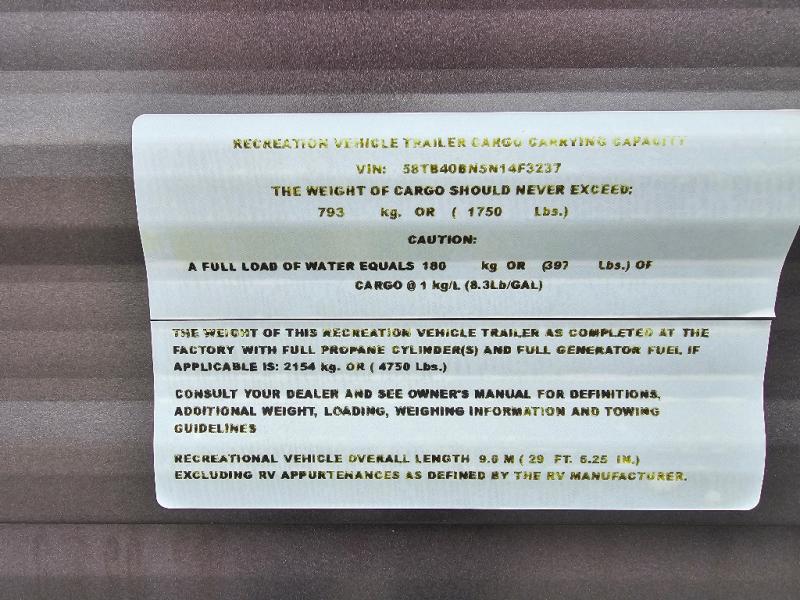 RECREATION VEHICLE TRAILER CARGO CARRYING CAPACITY
VIN: 58TB40BN5N14F3237
THE WEIGHT OF CARGO SHOULD NEVER EXCEED:
793 kg. OR ( 1750 Lbs.)
CAUTION:
A FULL LOAD OF WATER EQUALS 180 kg OR (397 Lbs.) OF
CARGO @ 1 kg/L (8.3Lb/GAL)
THE WEIGHT OF THIS RECREATION VEHICLE TRAILER AS COMPLETED AT THE
FACTORY WITH FULL PROPANE CYLINDER(S) AND FULL GENERATOR FUEL IF
APPLICABLE IS: 2154 kg. OR ( 4750 Lbs.)
CONSULT YOUR DEALER AND SEE OWNER'S MANUAL FOR DEFINITIONS,
ADDITIONAL WEIGHT, LOADING, WEIGHING INFORMATION AND TOWING
GUIDELINES
RECREATIONAL VEHICLE OVERALL LENGTH 9.0 M ( 29 FT. 6.25 IN.)
EXCLUDING RV APPURTENANCES AS DEFINED BY THE RV MANUFACTURER.